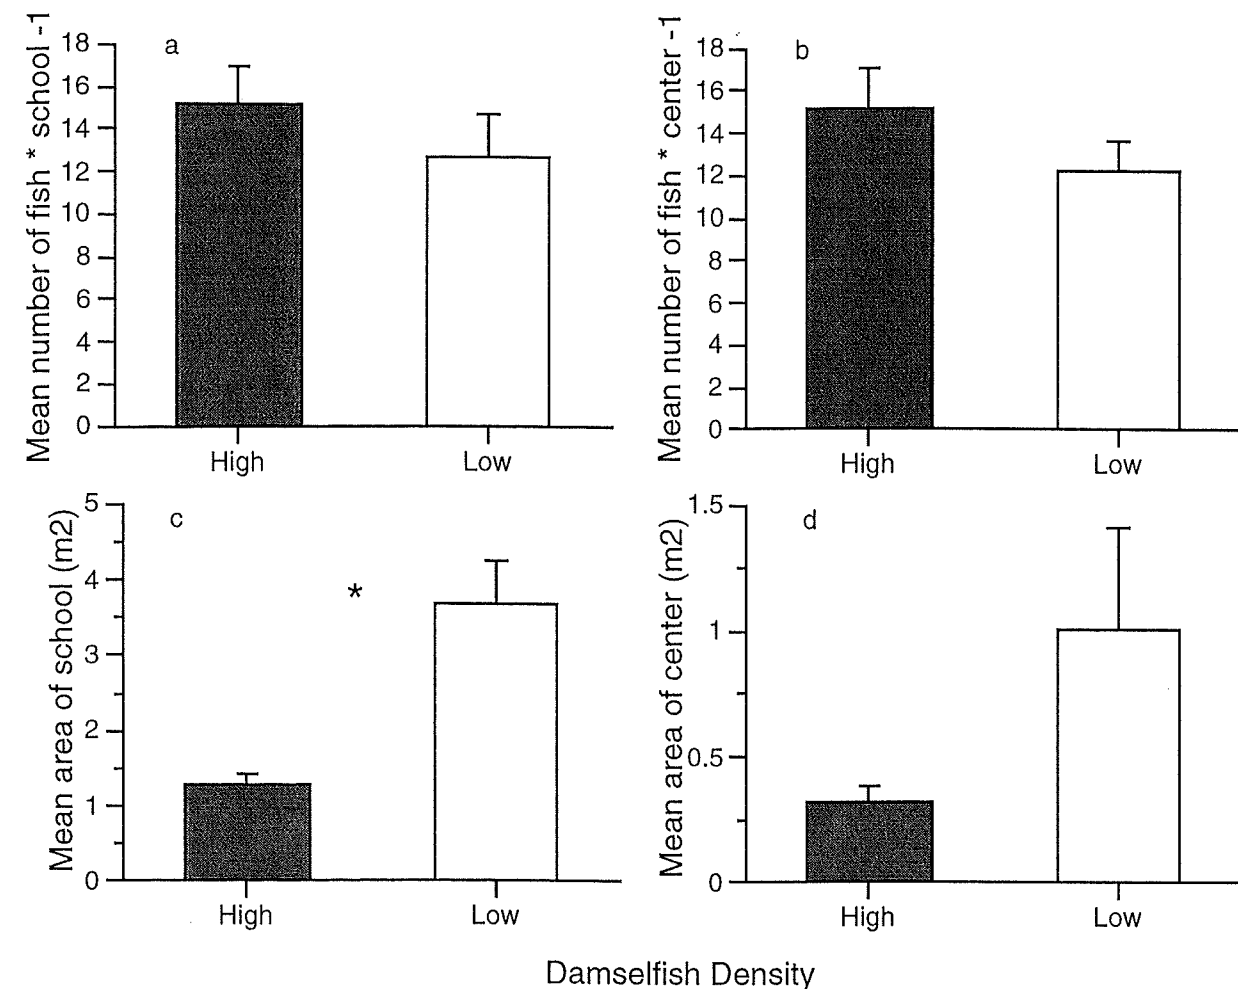 Mean number of fish * school -1
18
16
14
12
10
8
6
4
2
0
a
High
Low
Mean number of fish * center -1
18
16
14
12
10
8
6
4
2
0
b
High
Low
Mean area of school (m2)
5
4
3
2
1
0
c
*
High
Low
Mean area of center (m2)
1.5
1
0.5
0
d
High
Low
Damselfish Density